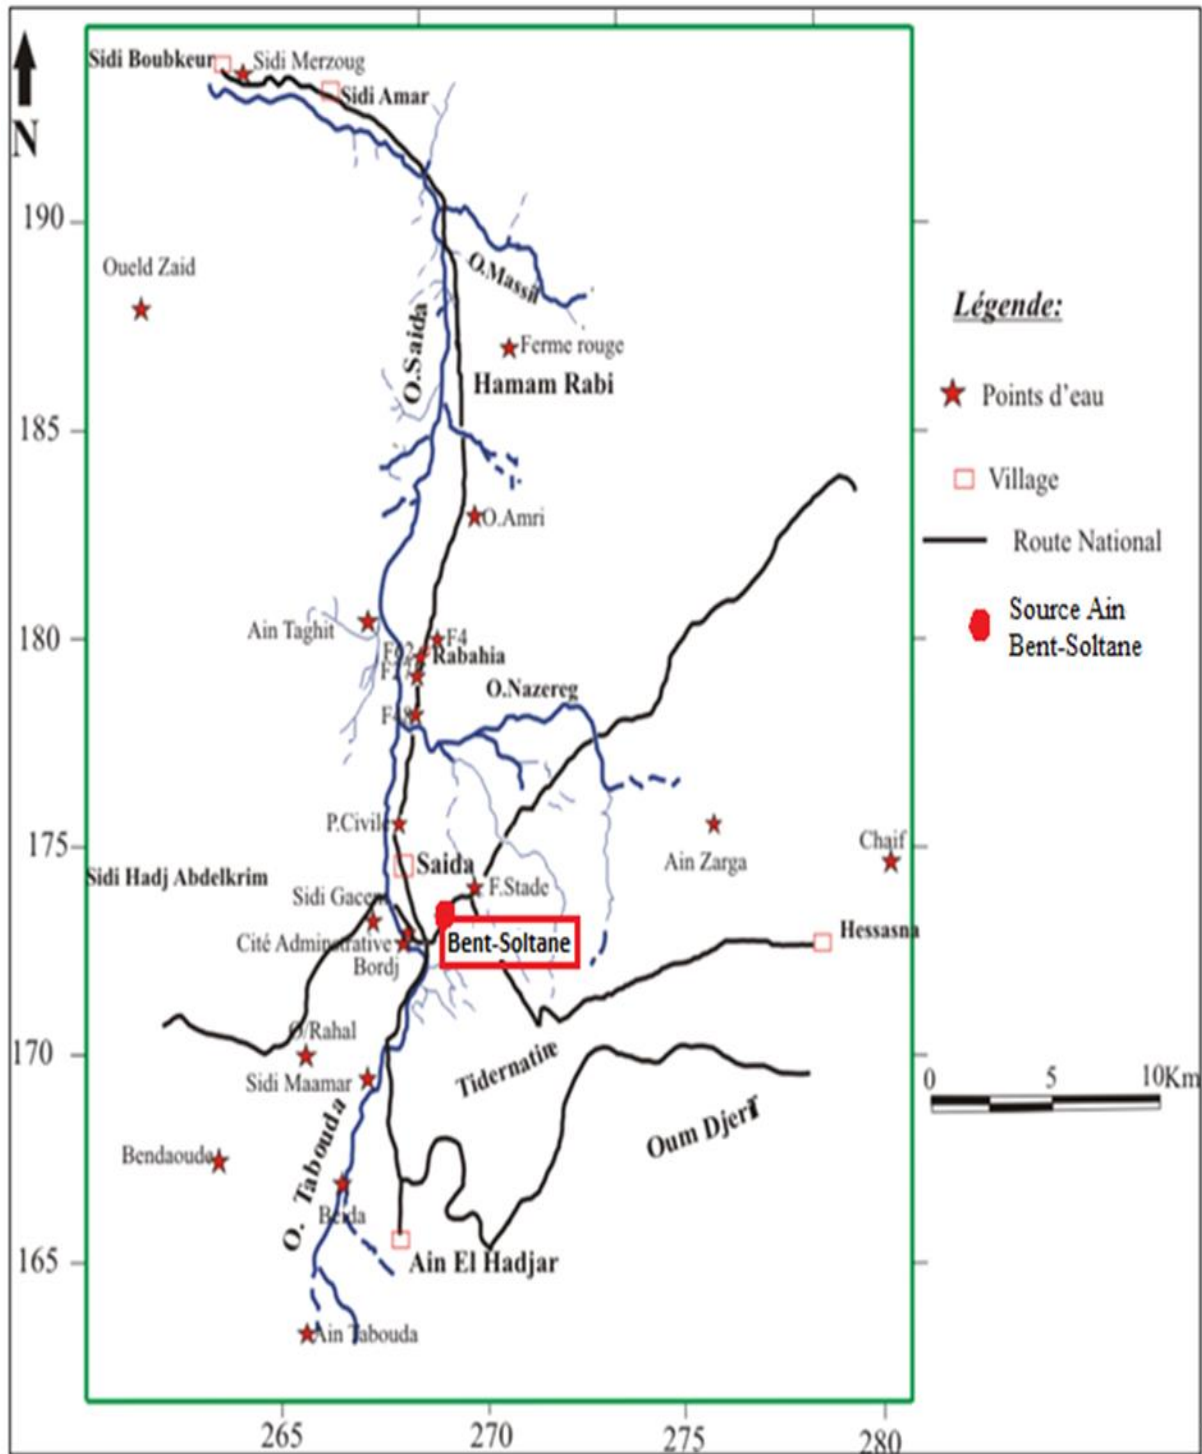 Sidi Boubkeur
Sidi Merzoug
Sidi Amar
N
190
Oueld Zaid
O.Massil
O.Saida
Ferme rouge
Hamam Rabi
Légende:
Points d'eau
Village
Route National
Source Ain
Bent-Soltane
185
O.Amri
180
Ain Taghit
F4
Rabahia
O.Nazereg
P.Civile
175
Saida
Ain Zarga
Chaif
Sidi Hadj Abdelkrim
Sidi Gacem
F.Stade
Hessasna
Cité Adminstrative
Bent-Soltane
Bordj
170
O/Rahal
Sidi Maamar
Tidernatine
0 5 10Km
Oum Djerif
Bendaouda
O. Tabouda
Beida
165
Ain El Hadjar
Ain Tabouda
265 270 275 280